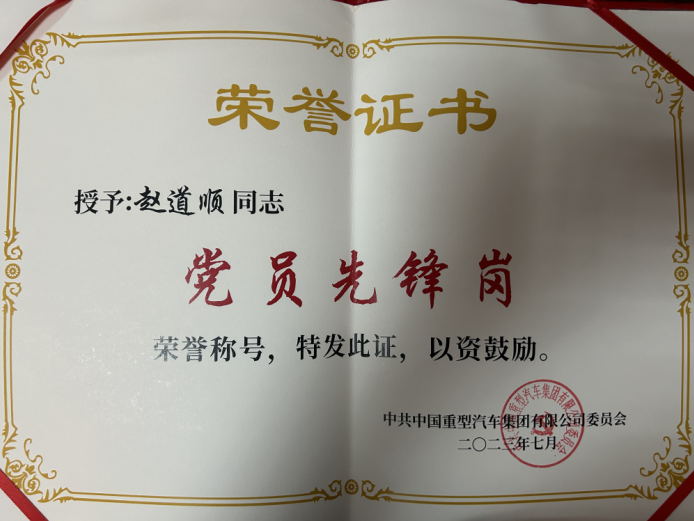 荣誉证书
授予:赵道顺同志
党员先锋岗
荣誉称号，特发此证，以资鼓励。
中共中国重型汽车集团有限公司委员会
二〇二三年七月